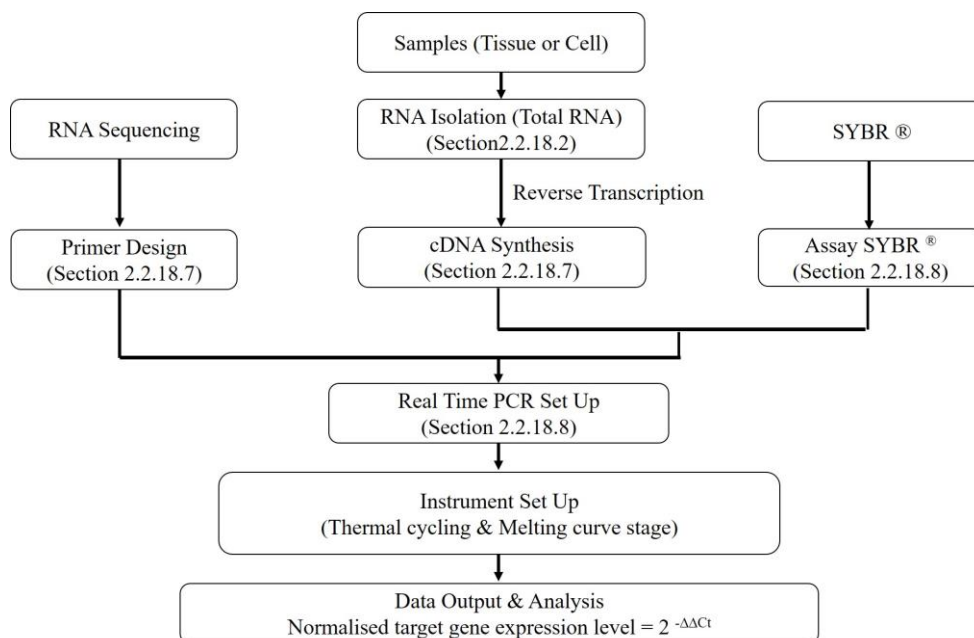 Samples (Tissue or Cell)
RNA Sequencing
RNA Isolation (Total RNA)
(Section2.2.18.2)
SYBR ®
Reverse Transcription
Primer Design
(Section 2.2.18.7)
cDNA Synthesis
(Section 2.2.18.7)
Assay SYBR ®
(Section 2.2.18.8)
Real Time PCR Set Up
(Section 2.2.18.8)
Instrument Set Up
(Thermal cycling & Melting curve stage)
Data Output & Analysis
Normalised target gene expression level = 2 -ΔΔCt